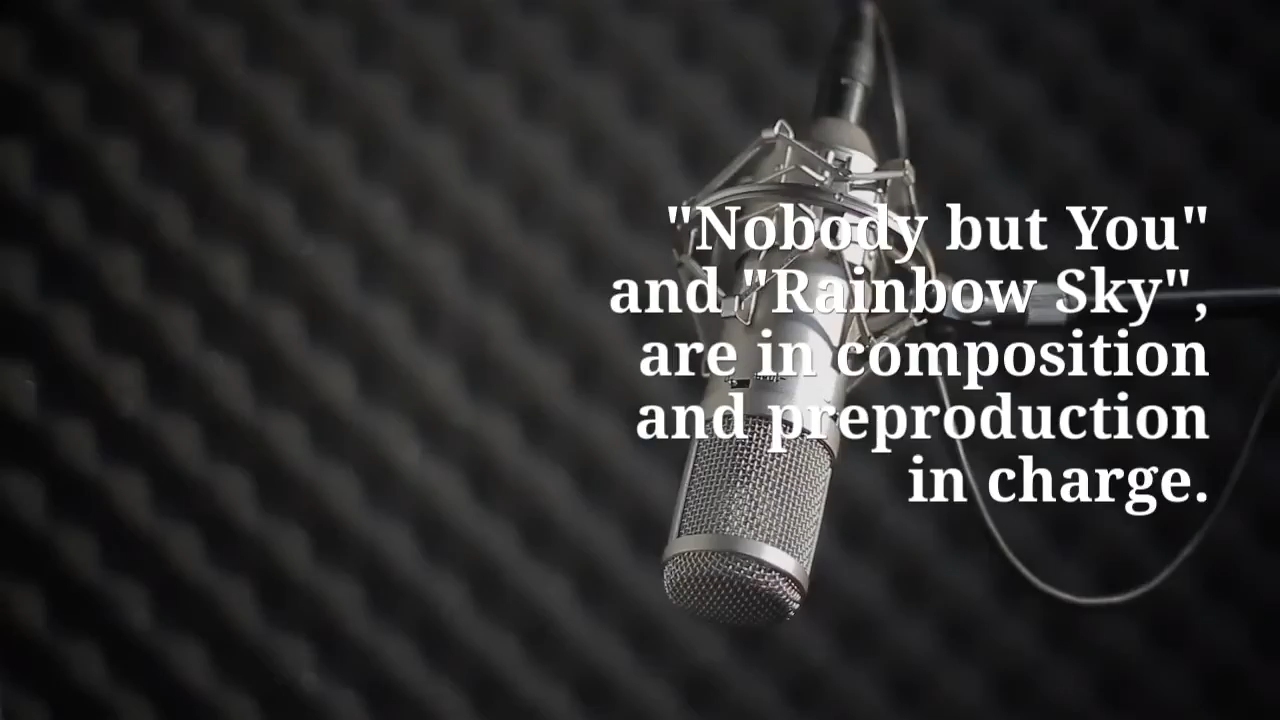 "Nobody but You"
and "Rainbow Sky",
are in composition
and preproduction
in charge.